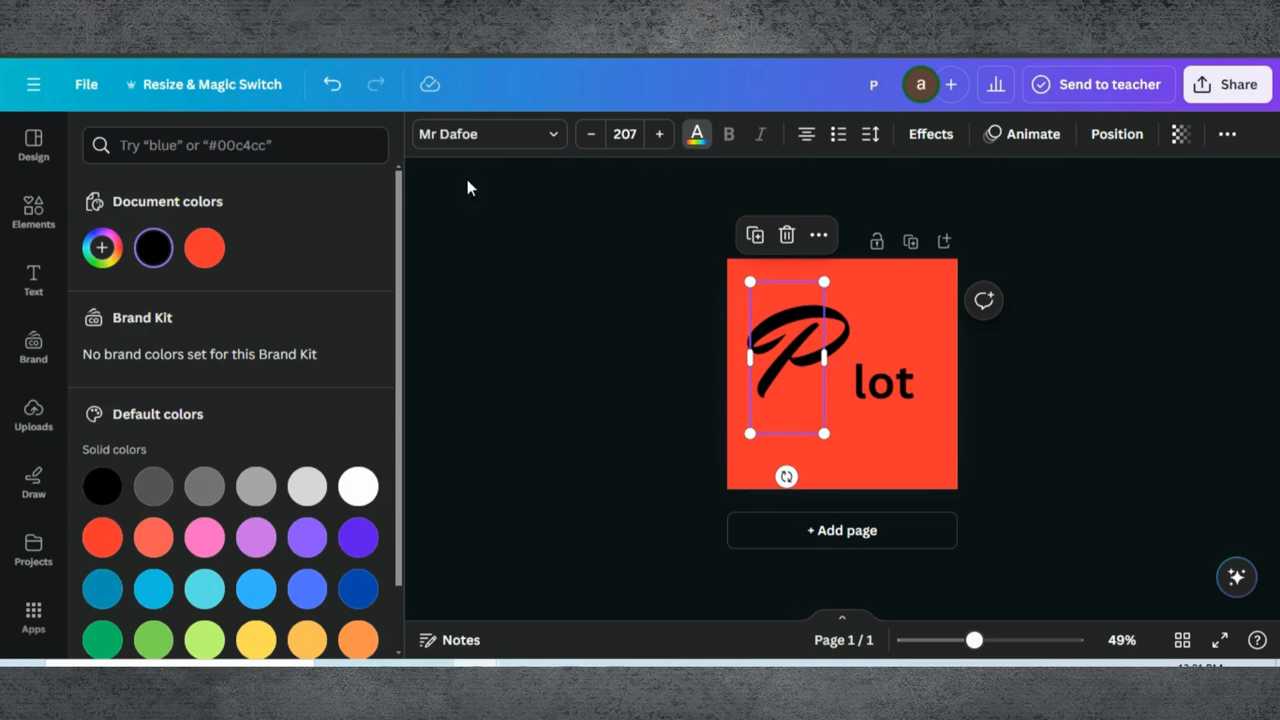 File
Resize & Magic Switch
P
a
Send to teacher
Share
Design
Elements
Text
Brand
Uploads
Draw
Projects
Apps
Try “blue” or “#00c4cc”
Document colors
Brand Kit
No brand colors set for this Brand Kit
Default colors
Solid colors
Mr Dafoe
207
A
B
I
Effects
Animate
Position
P
lot
+ Add page
Notes
Page 1 / 1
49%